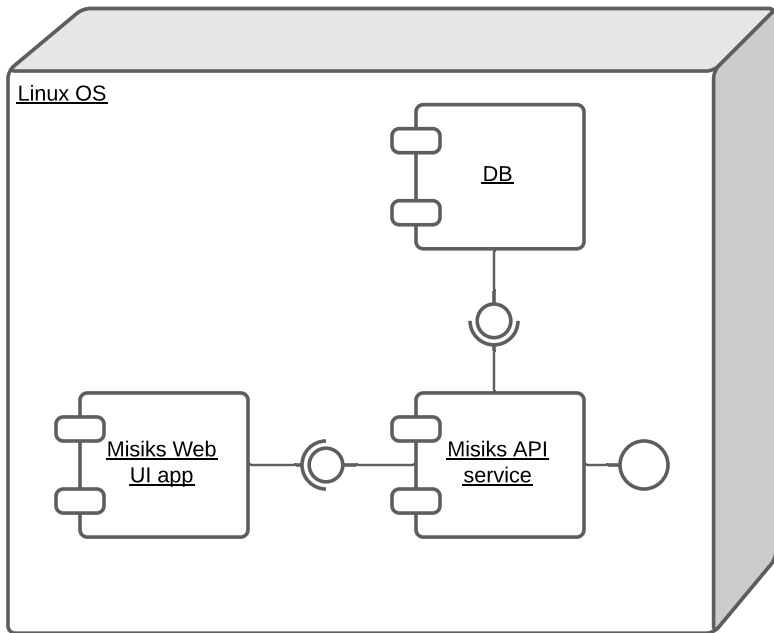 Linux OS
DB
Misiks Web
UI app
Misiks API
service